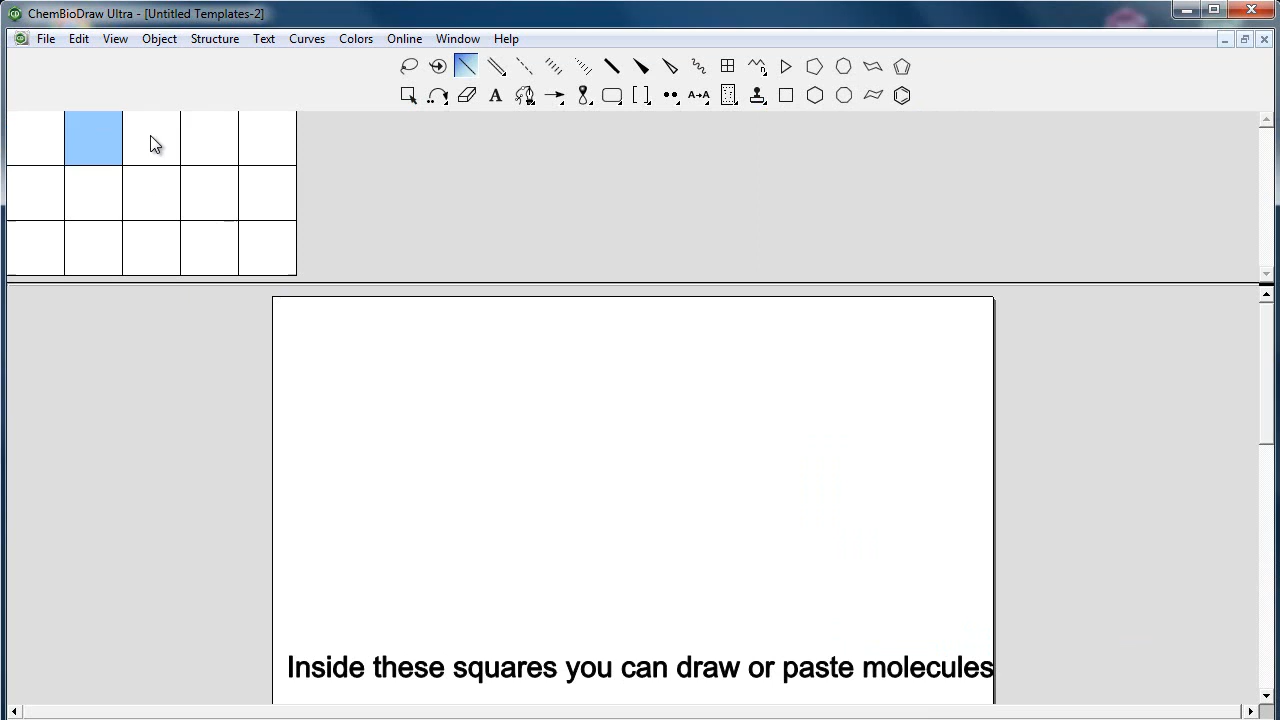 ChemBioDraw Ultra - [Untitled Templates-2]
File Edit View Object Structure Text Curves Colors Online Window Help
A A→A
Inside these squares you can draw or paste molecules